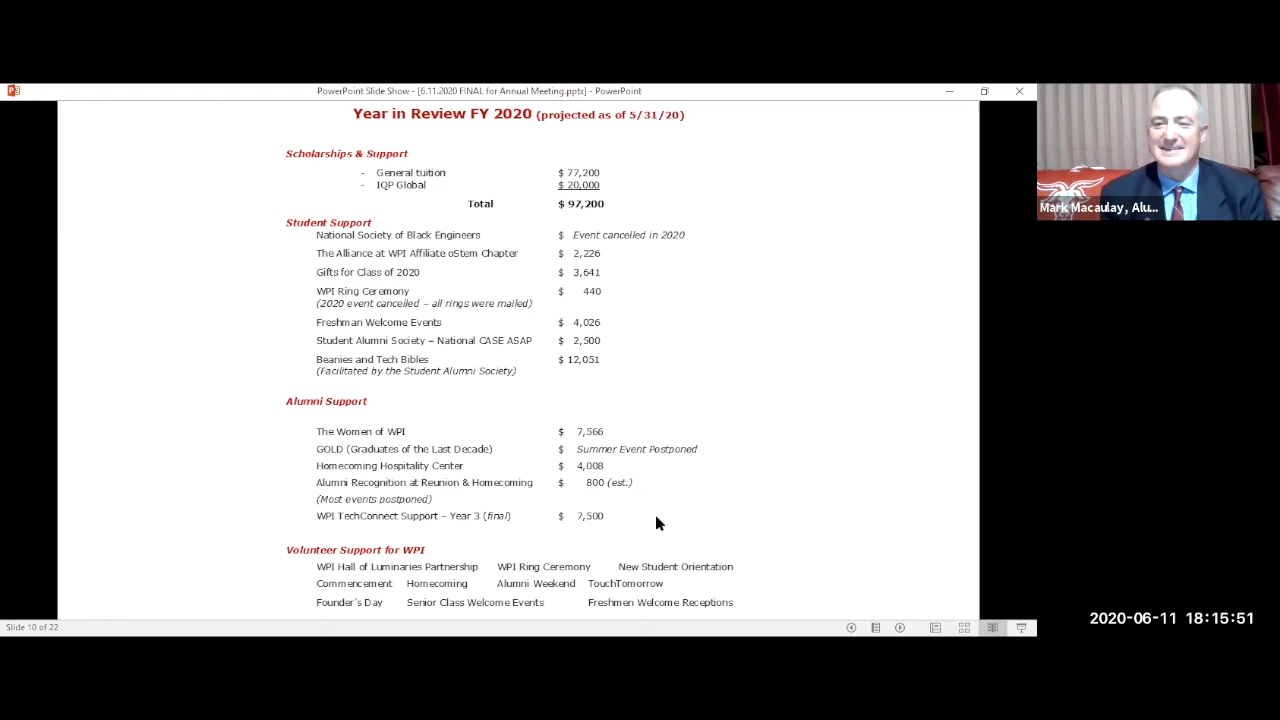 PowerPoint Slide Show - [6.11.2020 FINAL for Annual Meeting.pptx] - PowerPoint
Year in Review FY 2020 (projected as of 5/31/20)
Scholarships & Support
- General tuition $ 77,200
- IQP Global $ 20,000
Total $ 97,200
Student Support
National Society of Black Engineers $ Event cancelled in 2020
The Alliance at WPI Affiliate oStem Chapter $ 2,226
Gifts for Class of 2020 $ 3,641
WPI Ring Ceremony $ 440
(2020 event cancelled – all rings were mailed)
Freshman Welcome Events $ 4,026
Student Alumni Society – National CASE ASAP $ 2,500
Beanies and Tech Bibles $ 12,051
(Facilitated by the Student Alumni Society)
Alumni Support
The Women of WPI $ 7,566
GOLD (Graduates of the Last Decade) $ Summer Event Postponed
Homecoming Hospitality Center $ 4,008
Alumni Recognition at Reunion & Homecoming $ 800 (est.)
(Most events postponed)
WPI TechConnect Support – Year 3 (final) $ 7,500
Volunteer Support for WPI
WPI Hall of Luminaries Partnership WPI Ring Ceremony New Student Orientation
Commencement Homecoming Alumni Weekend TouchTomorrow
Founder's Day Senior Class Welcome Events Freshmen Welcome Receptions
Slide 10 of 22
Mark Macaulay, Alu...
2020-06-11 18:15:51